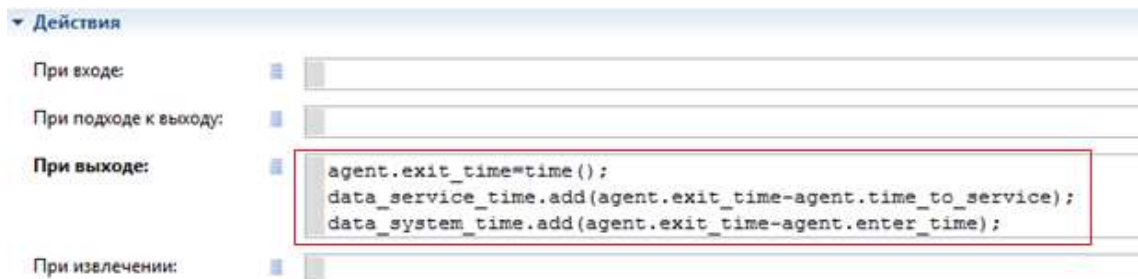 Действия
При входе:
При подходе к выходу:
При выходе:
agent.exit_time=time();
data_service_time.add(agent.exit_time-agent.time_to_service);
data_system_time.add(agent.exit_time-agent.enter_time);
При извлечении: